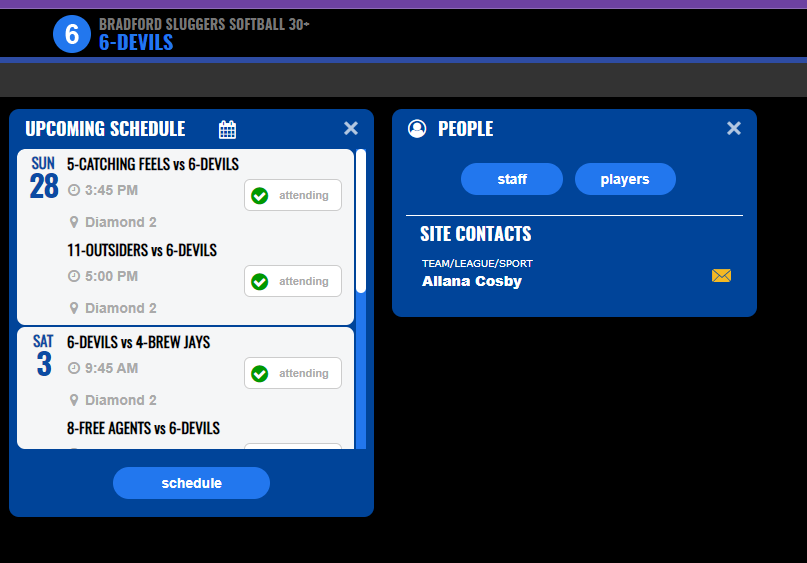 6
BRADFORD SLUGGERS SOFTBALL 30+
6-DEVILS
UPCOMING SCHEDULE
SUN
28
5-CATCHING FEELS vs 6-DEVILS
3:45 PM
attending
Diamond 2
11-OUTSIDERS vs 6-DEVILS
5:00 PM
attending
Diamond 2
SAT
3
6-DEVILS vs 4-BREW JAYS
9:45 AM
attending
Diamond 2
8-FREE AGENTS vs 6-DEVILS
schedule
PEOPLE
staff
players
SITE CONTACTS
TEAM/LEAGUE/SPORT
Allana Cosby